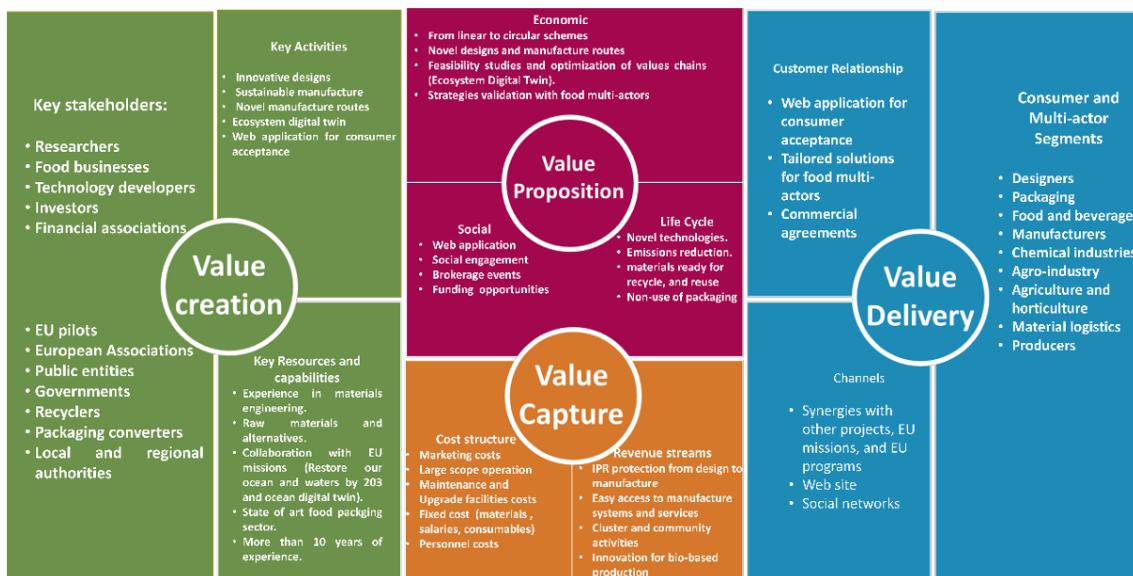 Key stakeholders:
• Researchers
• Food businesses
• Technology developers
• Investors
• Financial associations
• EU pilots
• European Associations
• Public entities
• Governments
• Recyclers
• Packaging converters
• Local and regional
authorities
Value
creation
Key Activities
• Innovative designs
• Sustainable manufacture
• Novel manufacture routes
• Ecosystem digital twin
• Web application for consumer
acceptance
Key Resources and
capabilities
• Experience in materials
engineering.
• Raw materials and
alternatives.
• Collaboration with EU
missions (Restore our
ocean and waters by 203
and ocean digital twin).
• State of art food packging
sector.
• More than 10 years of
experience.
Economic
• From linear to circular schemes
• Novel designs and manufacture routes
• Feasibility studies and optimization of values chains
(Ecosystem Digital Twin).
• Strategies validation with food multi-actors
Value
Proposition
Social
• Web application
• Social engagement
• Brokerage events
• Funding opportunities
Life Cycle
• Novel technologies.
• Emissions reduction.
• materials ready for
recycle, and reuse
• Non-use of packaging
Value
Capture
Cost structure
• Marketing costs
• Large scope operation
• Maintenance and
Upgrade facilities costs
• Fixed cost (materials ,
salaries, consumables)
• Personnel costs
Revenue streams
• IPR protection from design to
manufacture
• Easy access to manufacture
systems and services
• Cluster and community
activities
• Innovation for bio-based
production
Customer Relationship
• Web application for
consumer
acceptance
• Tailored solutions
for food multi-
actors
• Commercial
agreements
Value
Delivery
Channels
• Synergies with
other projects, EU
missions, and EU
programs
• Web site
• Social networks
Consumer and
Multi-actor
Segments
• Designers
• Packaging
• Food and beverage
• Manufacturers
• Chemical industries
• Agro-industry
• Agriculture and
horticulture
• Material logistics
• Producers